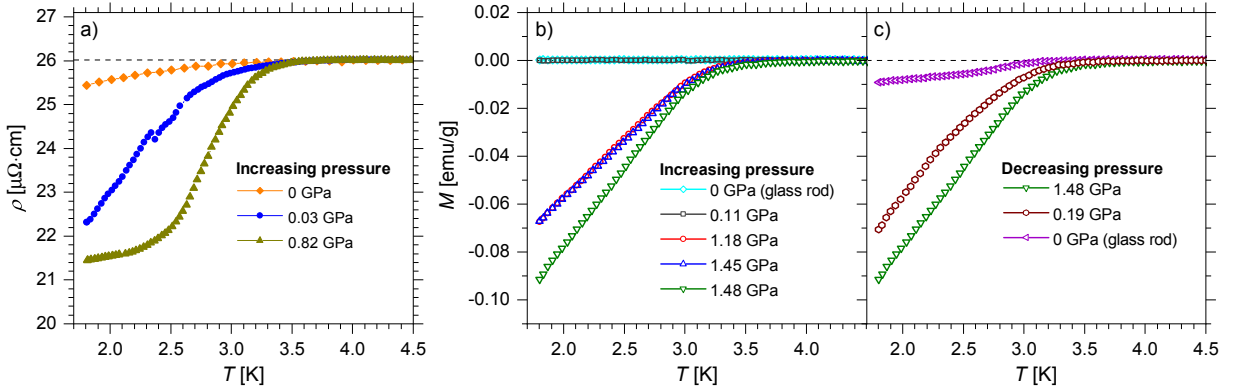 a)
26
25
24
23
22
21
20
ρ [μΩ·cm]
Increasing pressure
0 GPa
0.03 GPa
0.82 GPa
2.0 2.5 3.0 3.5 4.0 4.5
T [K]
b)
0.02
0.00
-0.02
-0.04
-0.06
-0.08
-0.10
M [emu/g]
Increasing pressure
0 GPa (glass rod)
0.11 GPa
1.18 GPa
1.45 GPa
1.48 GPa
2.0 2.5 3.0 3.5 4.0
T [K]
c)
Decreasing pressure
1.48 GPa
0.19 GPa
0 GPa (glass rod)
2.0 2.5 3.0 3.5 4.0 4.5
T [K]